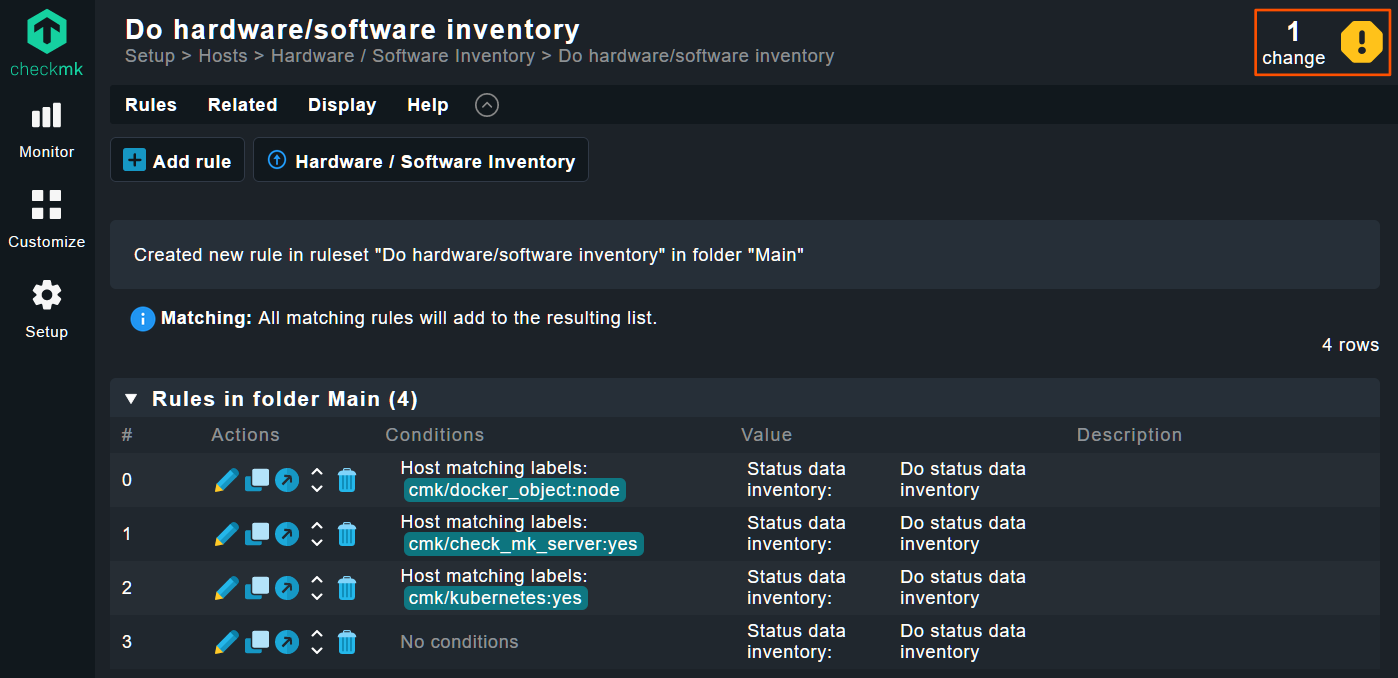 Do hardware/software inventory
Setup > Hosts > Hardware / Software Inventory > Do hardware/software inventory
1
change
checkmk
Monitor
Customize
Setup
Rules Related Display Help
Add rule Hardware / Software Inventory
Created new rule in ruleset "Do hardware/software inventory" in folder "Main"
Matching: All matching rules will add to the resulting list.
4 rows
Rules in folder Main (4)
# Actions Conditions Value Description
0 Host matching labels: Status data Do status data
cmk/docker_object:node inventory: inventory
1 Host matching labels: Status data Do status data
cmk/check_mk_server:yes inventory: inventory
2 Host matching labels: Status data Do status data
cmk/kubernetes:yes inventory: inventory
3 No conditions Status data Do status data
inventory: inventory